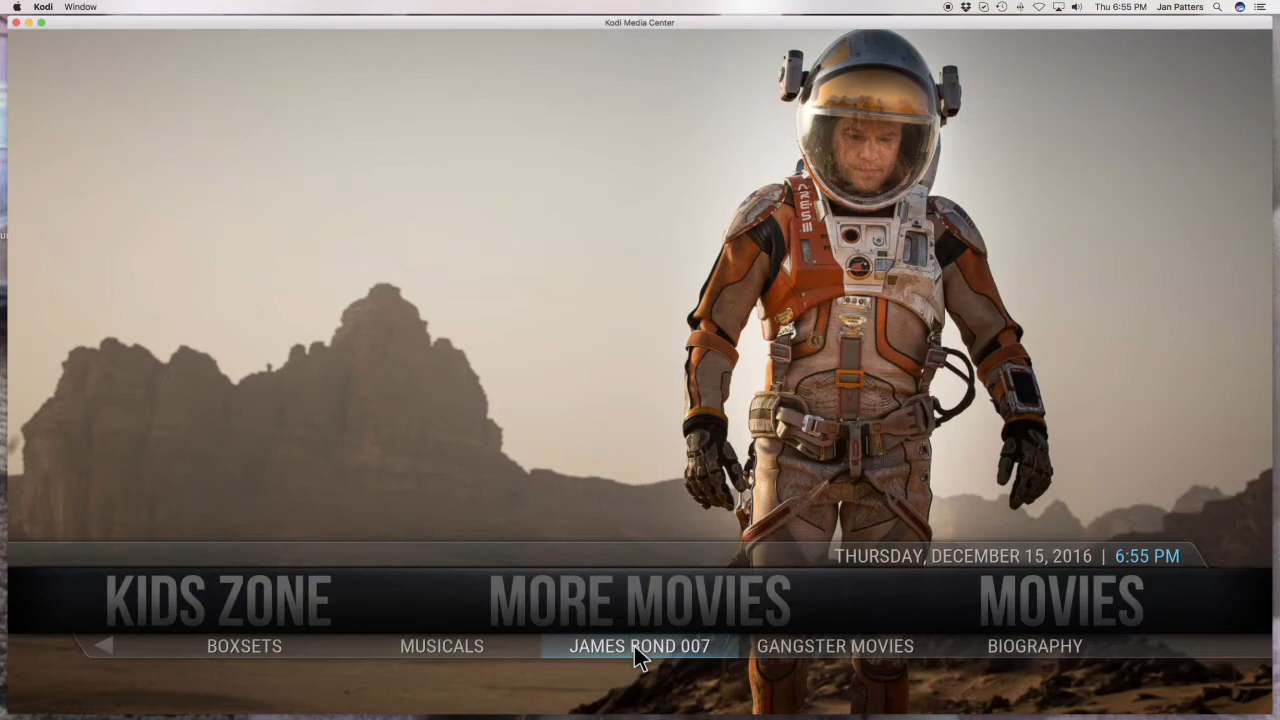 Kodi Window Thu 6:55 PM Jan Patters
Kodi Media Center
ARES III
THURSDAY, DECEMBER 15, 2016 | 6:55 PM
KIDS ZONE MORE MOVIES MOVIES
BOXSETS MUSICALS JAMES BOND 007 GANGSTER MOVIES BIOGRAPHY